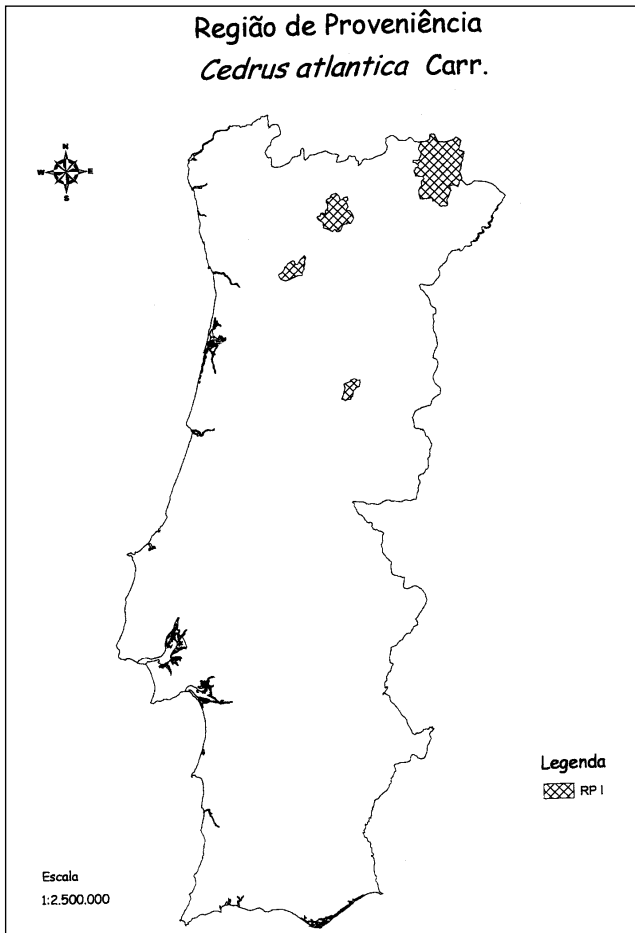 Região de Proveniência
Cedrus atlantica Carr.
N
W E
S
Legenda
RP I
Escala
1:2.500.000